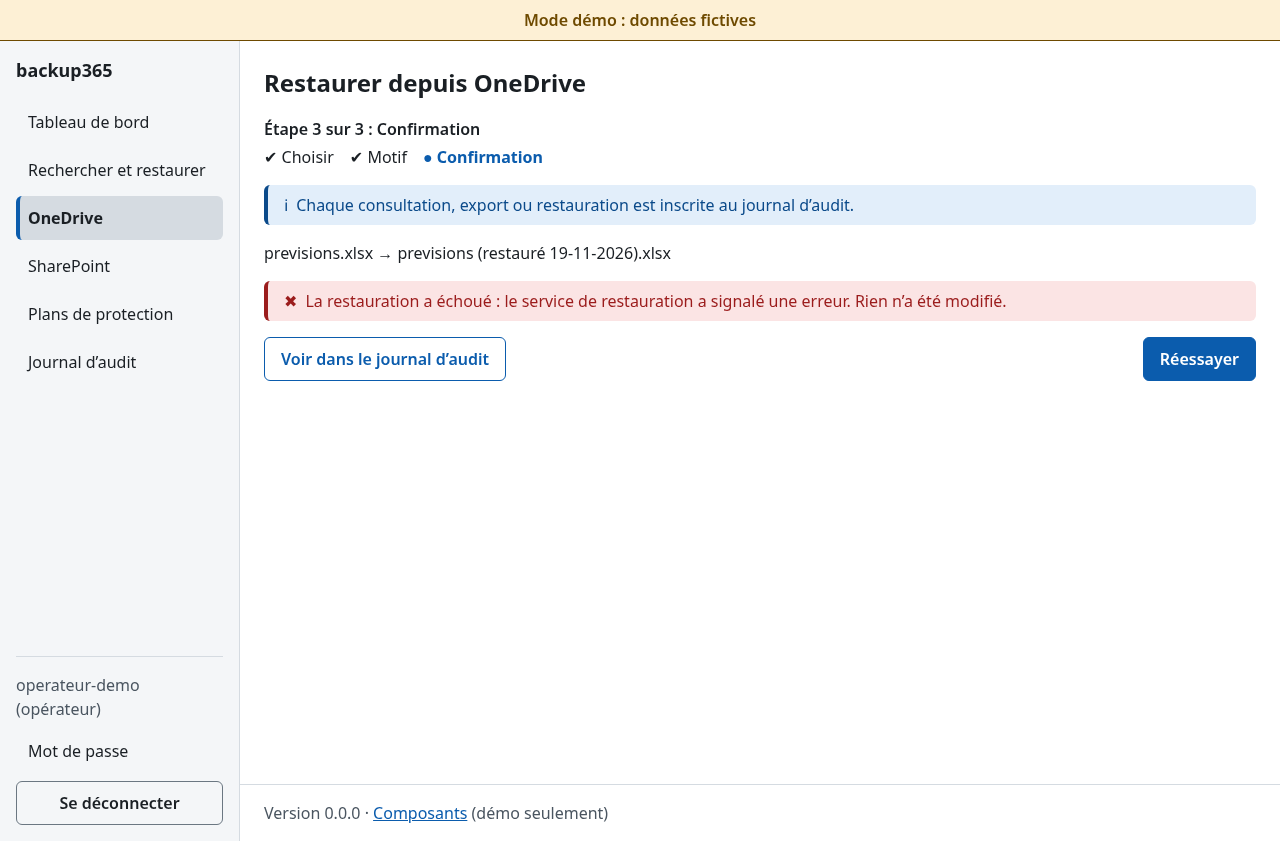 Mode démo : données fictives
backup365
Tableau de bord
Rechercher et restaurer
OneDrive
SharePoint
Plans de protection
Journal d’audit
operateur-demo
(opérateur)
Mot de passe
Se déconnecter
Restaurer depuis OneDrive
Étape 3 sur 3 : Confirmation
✔ Choisir ✔ Motif ● Confirmation
i Chaque consultation, export ou restauration est inscrite au journal d’audit.
previsions.xlsx → previsions (restauré 19-11-2026).xlsx
✖ La restauration a échoué : le service de restauration a signalé une erreur. Rien n’a été modifié.
Voir dans le journal d’audit
Réessayer
Version 0.0.0 · Composants (démo seulement)